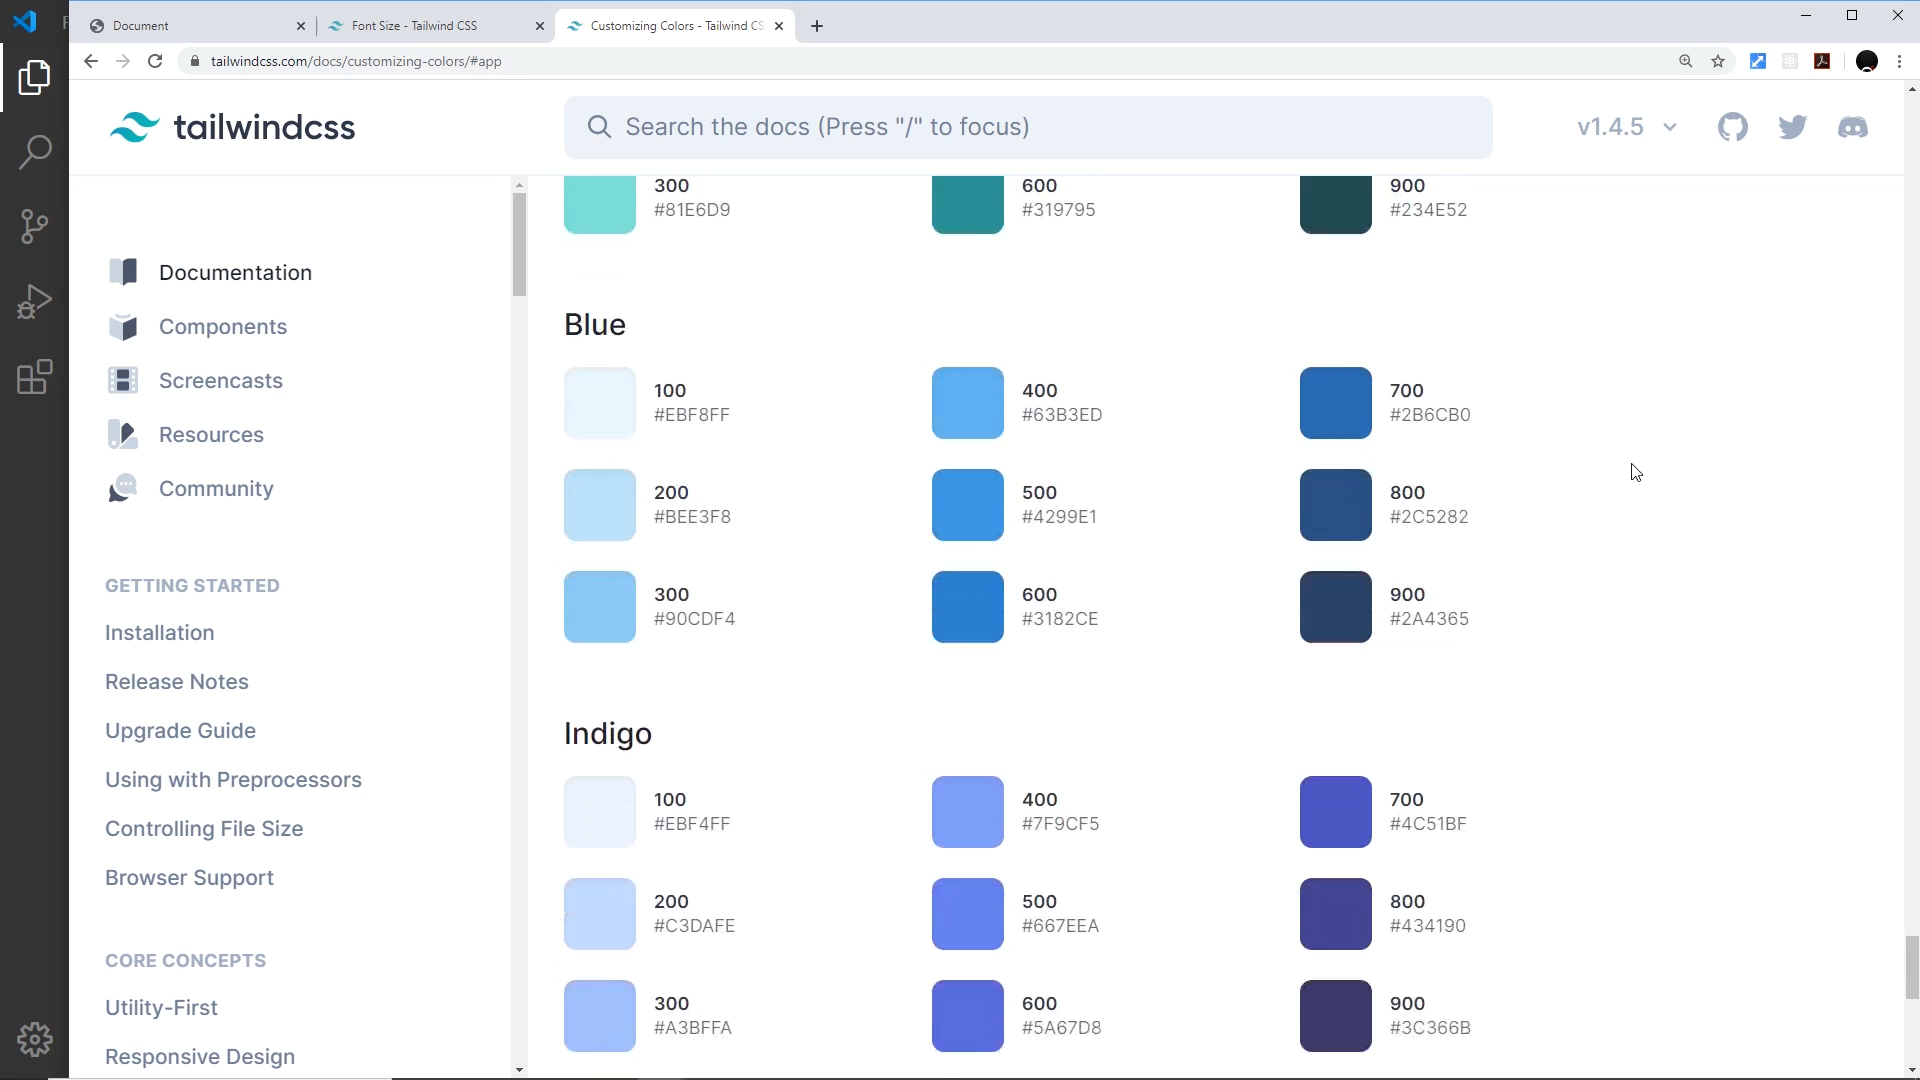 Document
Font Size - Tailwind CSS
Customizing Colors - Tailwind CS
tailwindcss.com/docs/customizing-colors/#app
tailwindcss
Search the docs (Press "/" to focus)
v1.4.5
Documentation
Components
Screencasts
Resources
Community
GETTING STARTED
Installation
Release Notes
Upgrade Guide
Using with Preprocessors
Controlling File Size
Browser Support
CORE CONCEPTS
Utility-First
Responsive Design
300
#81E6D9
600
#319795
900
#234E52
Blue
100
#EBF8FF
400
#63B3ED
700
#2B6CB0
200
#BEE3F8
500
#4299E1
800
#2C5282
300
#90CDF4
600
#3182CE
900
#2A4365
Indigo
100
#EBF4FF
400
#7F9CF5
700
#4C51BF
200
#C3DAFE
500
#667EEA
800
#434190
300
#A3BFFA
600
#5A67D8
900
#3C366B